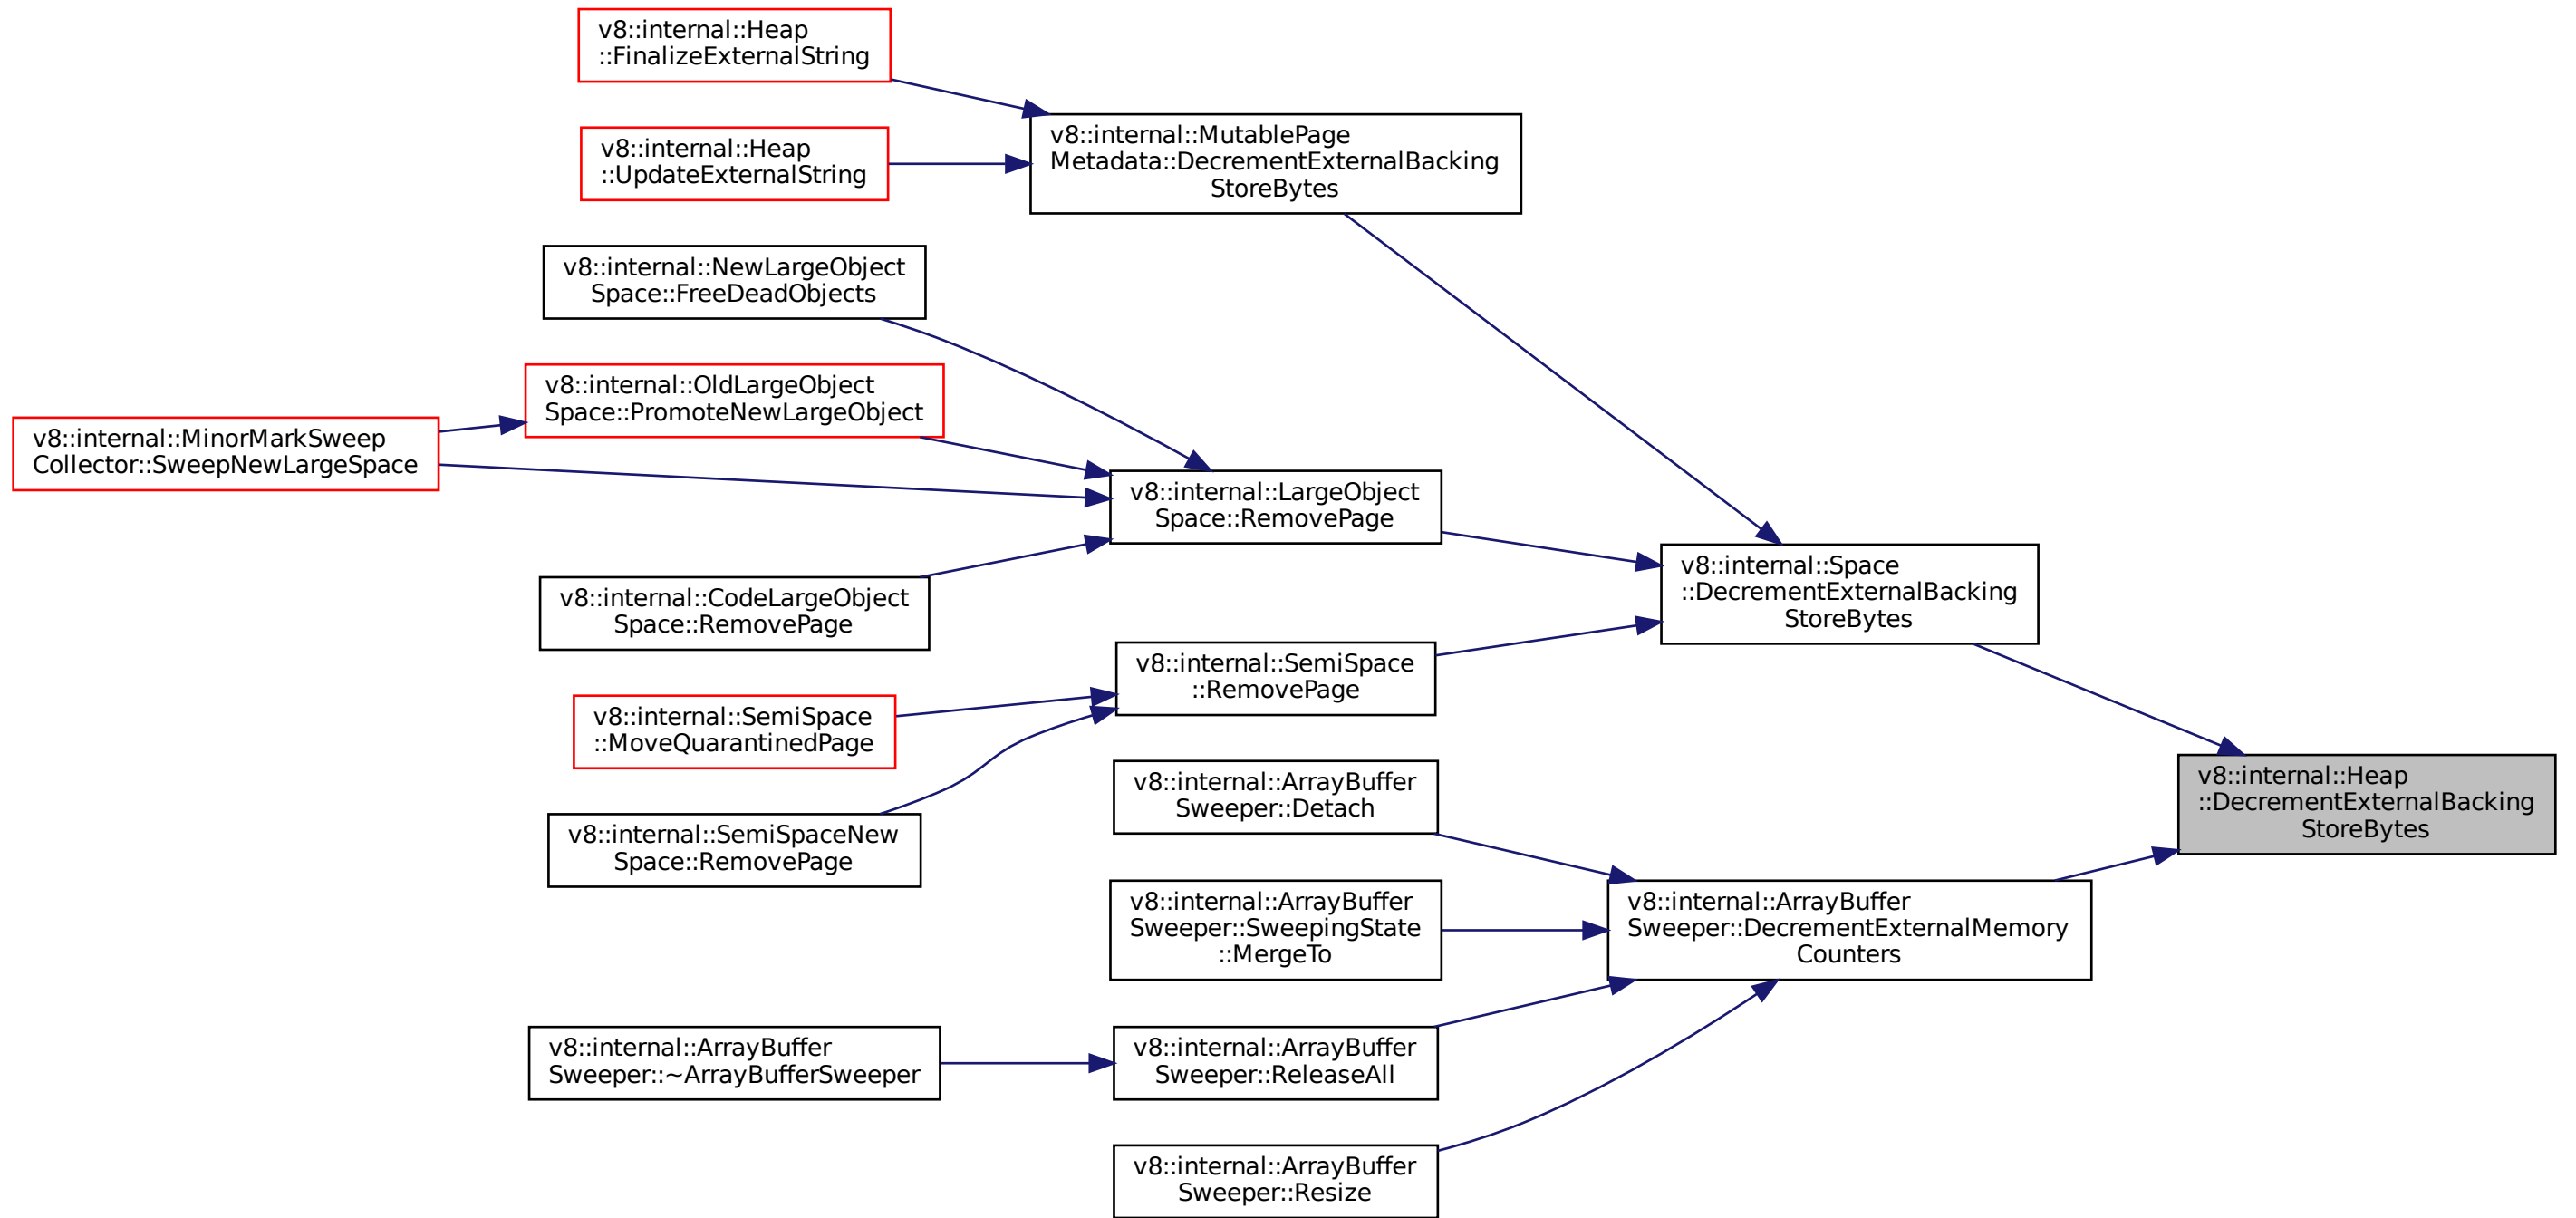 v8::internal::Heap
::FinalizeExternalString
v8::internal::MutablePage
Metadata::DecrementExternalBacking
StoreBytes
v8::internal::Heap
::UpdateExternalString
v8::internal::NewLargeObject
Space::FreeDeadObjects
v8::internal::OldLargeObject
Space::PromoteNewLargeObject
v8::internal::MinorMarkSweep
Collector::SweepNewLargeSpace
v8::internal::LargeObject
Space::RemovePage
v8::internal::Space
::DecrementExternalBacking
StoreBytes
v8::internal::CodeLargeObject
Space::RemovePage
v8::internal::SemiSpace
::RemovePage
v8::internal::SemiSpace
::MoveQuarantinedPage
v8::internal::ArrayBuffer
Sweeper::Detach
v8::internal::Heap
::DecrementExternalBacking
StoreBytes
v8::internal::SemiSpaceNew
Space::RemovePage
v8::internal::ArrayBuffer
Sweeper::SweepingState
::MergeTo
v8::internal::ArrayBuffer
Sweeper::DecrementExternalMemory
Counters
v8::internal::ArrayBuffer
Sweeper::~ArrayBufferSweeper
v8::internal::ArrayBuffer
Sweeper::ReleaseAll
v8::internal::ArrayBuffer
Sweeper::Resize